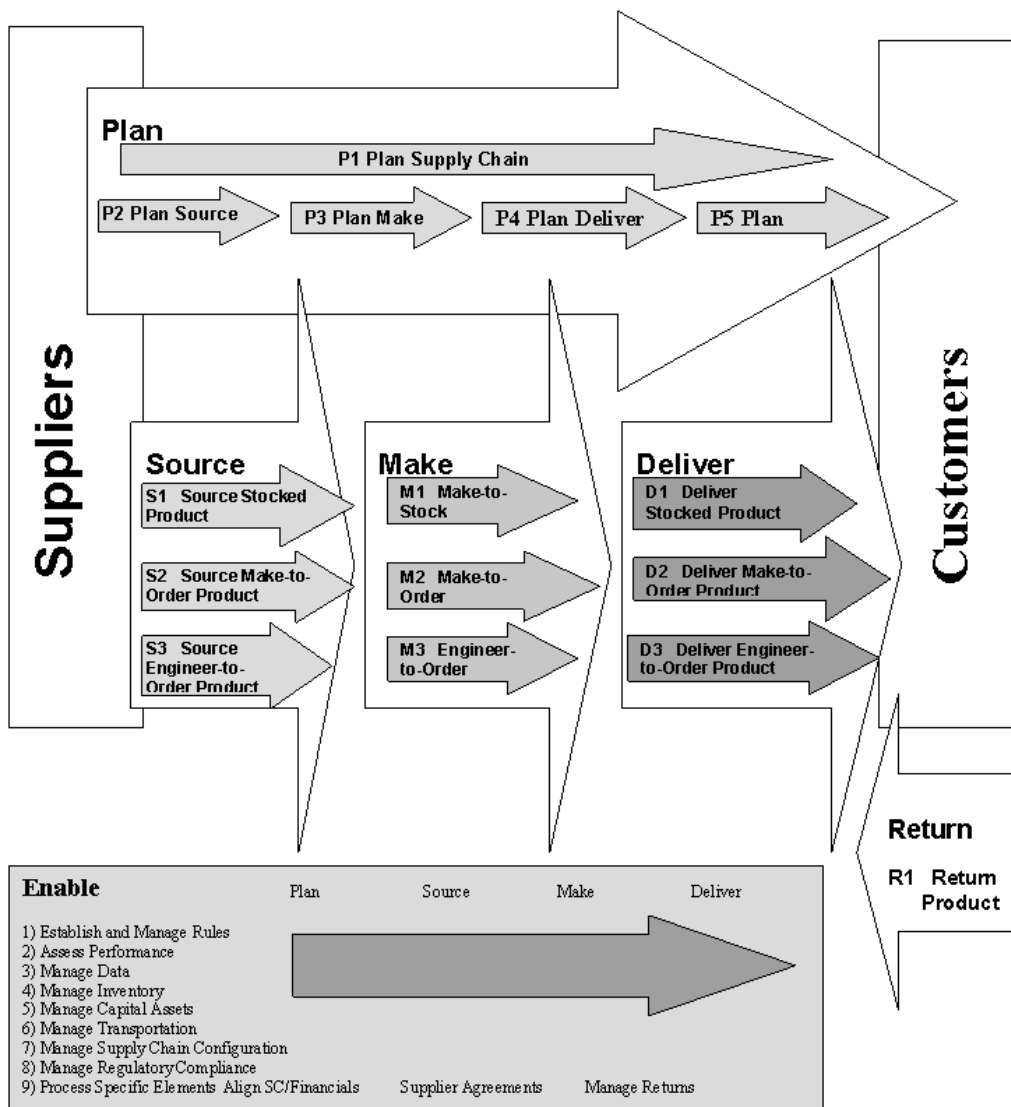 Suppliers
Plan
P1 Plan Supply Chain
P2 Plan Source
P3 Plan Make
P4 Plan Deliver
P5 Plan
Customers
Source
S1 Source Stocked
Product
S2 Source Make-to-
Order Product
S3 Source
Engineer-to-
Order Product
Make
M1 Make-to-
Stock
M2 Make-to-
Order
M3 Engineer-
to-Order
Deliver
D1 Deliver
Stocked Product
D2 Deliver Make-to-
Order Product
D3 Deliver Engineer-
to-Order Product
Return
R1 Return
Product
Enable
Plan Source Make Deliver
1) Establish and Manage Rules
2) Assess Performance
3) Manage Data
4) Manage Inventory
5) Manage Capital Assets
6) Manage Transportation
7) Manage Supply Chain Configuration
8) Manage Regulatory Compliance
9) Process Specific Elements Align SC/Financials Supplier Agreements Manage Returns